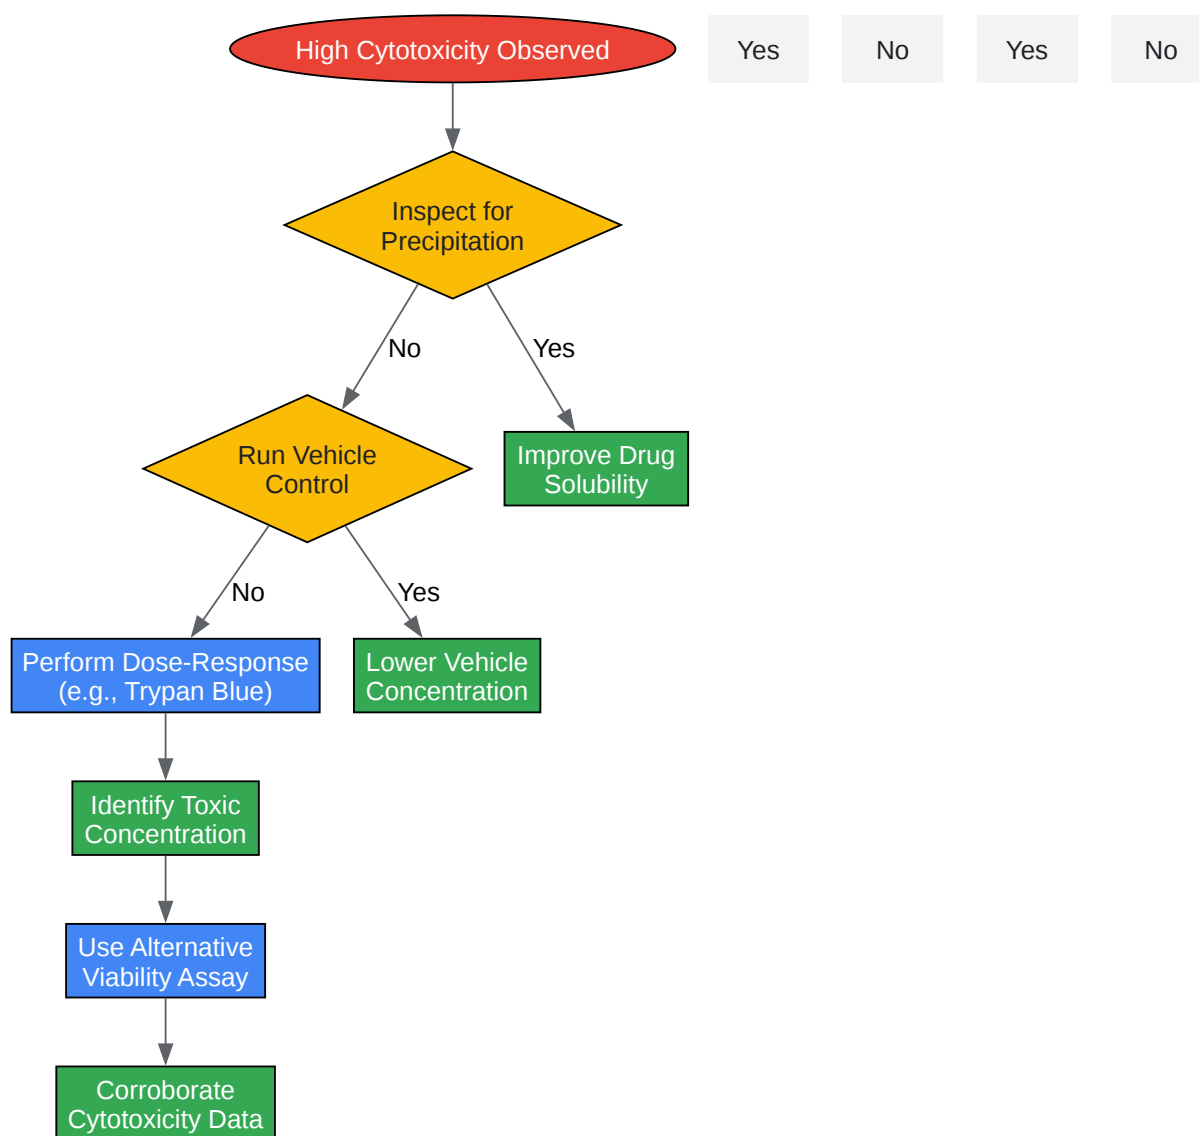 High Cytotoxicity Observed
Yes
No
Yes
No
Inspect for
Precipitation
No
Yes
Run Vehicle
Control
Improve Drug
Solubility
No
Yes
Perform Dose-Response
(e.g., Trypan Blue)
Lower Vehicle
Concentration
Identify Toxic
Concentration
Use Alternative
Viability Assay
Corroborate
Cytotoxicity Data